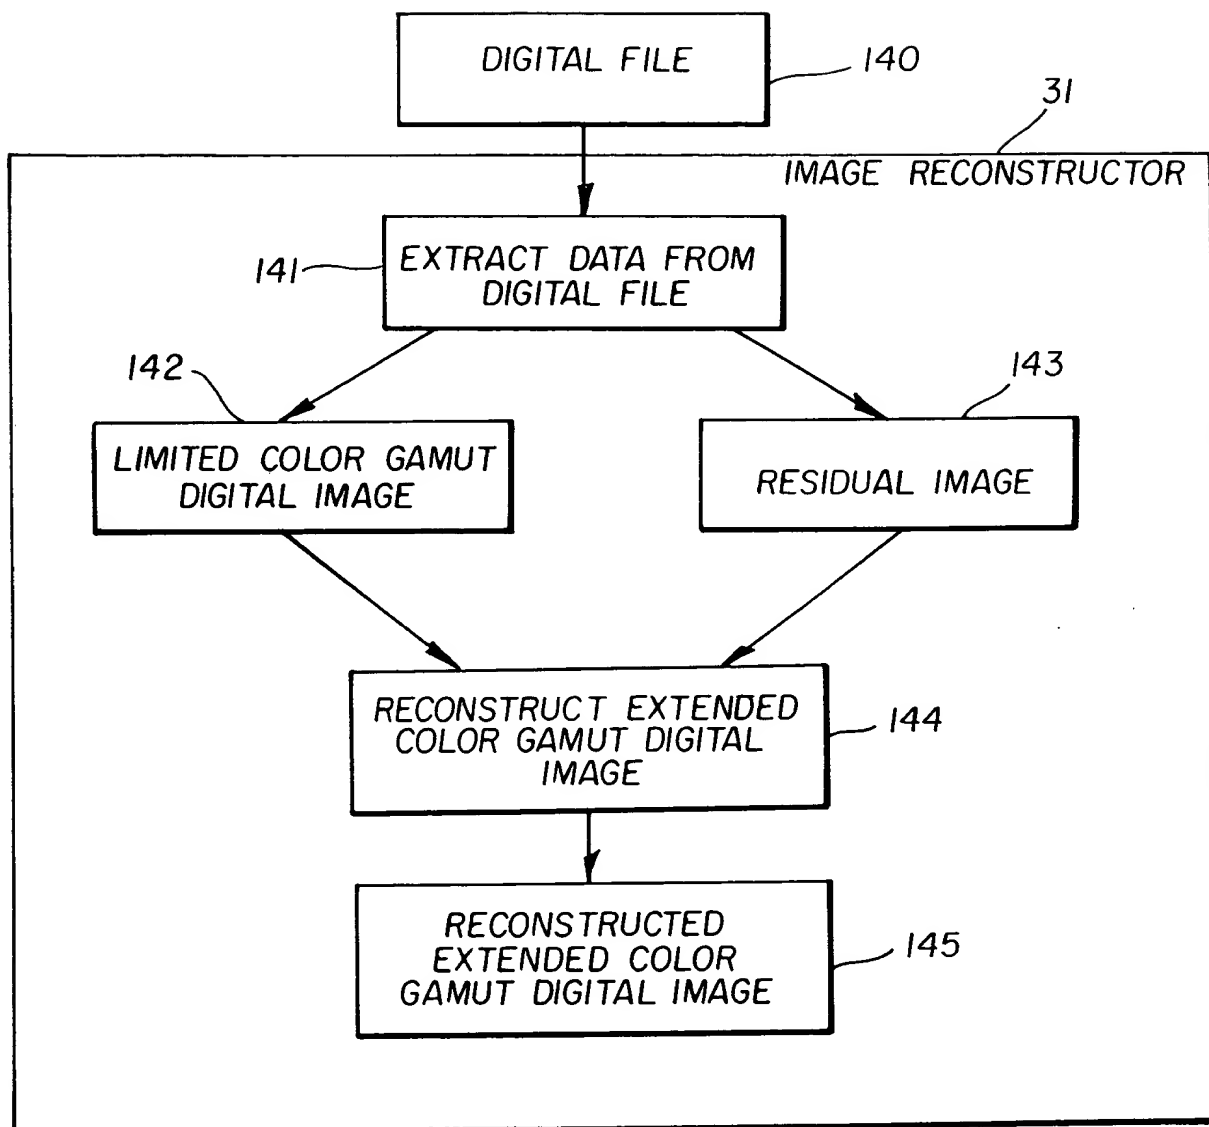 DIGITAL FILE
140
31
IMAGE RECONSTRUCTOR
141
EXTRACT DATA FROM
DIGITAL FILE
142
143
LIMITED COLOR GAMUT
DIGITAL IMAGE
RESIDUAL IMAGE
RECONSTRUCT EXTENDED
COLOR GAMUT DIGITAL
IMAGE
144
RECONSTRUCTED
EXTENDED COLOR
GAMUT DIGITAL IMAGE
145